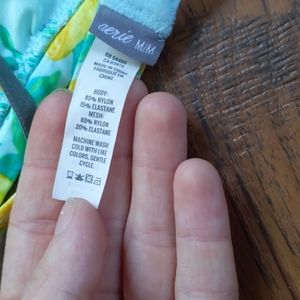 aerie M/M
RN 54485
CA 03619
MADE IN CHINA
FABRIQUÉ EN
CHINE
BODY:
85% NYLON
15% ELASTANE
MESH:
80% NYLON
20% ELASTANE
MACHINE WASH
COLD WITH LIKE
COLORS, GENTLE
CYCLE.